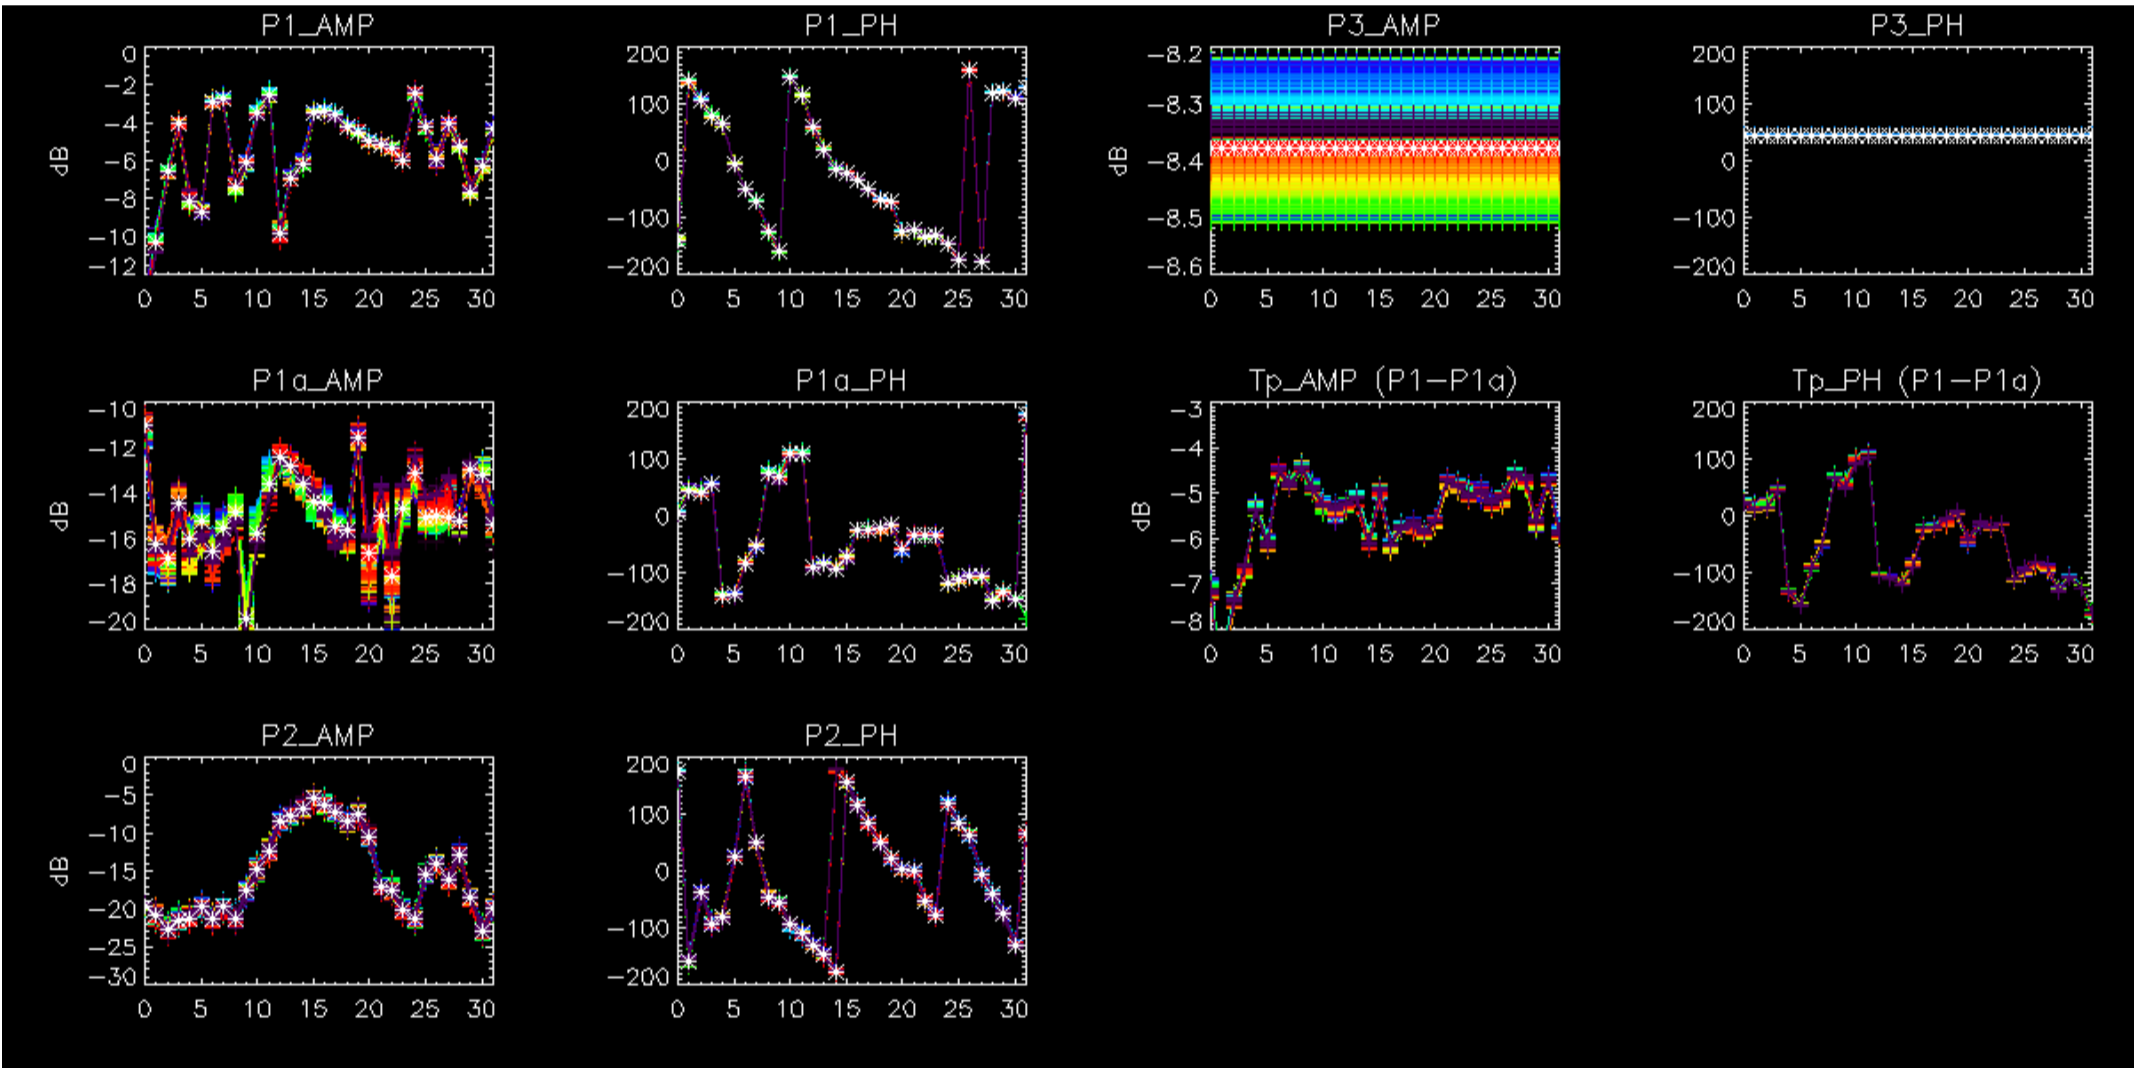 P1_AMP
0
−2
−4
−6
−8
−10
−12
dB
0 5 10 15 20 25 30
P1_PH
200
100
0
−100
−200
0 5 10 15 20 25 30
P3_AMP
−8.2
−8.3
−8.4
−8.5
−8.6
dB
0 5 10 15 20 25 30
P3_PH
200
100
0
−100
−200
0 5 10 15 20 25 30
P1a_AMP
−10
−12
−14
−16
−18
−20
dB
0 5 10 15 20 25 30
P1a_PH
200
100
0
−100
−200
0 5 10 15 20 25 30
Tp_AMP (P1−P1a)
−3
−4
−5
−6
−7
−8
dB
0 5 10 15 20 25 30
Tp_PH (P1−P1a)
200
100
0
−100
−200
0 5 10 15 20 25 30
P2_AMP
0
−5
−10
−15
−20
−25
−30
dB
0 5 10 15 20 25 30
P2_PH
200
100
0
−100
−200
0 5 10 15 20 25 30